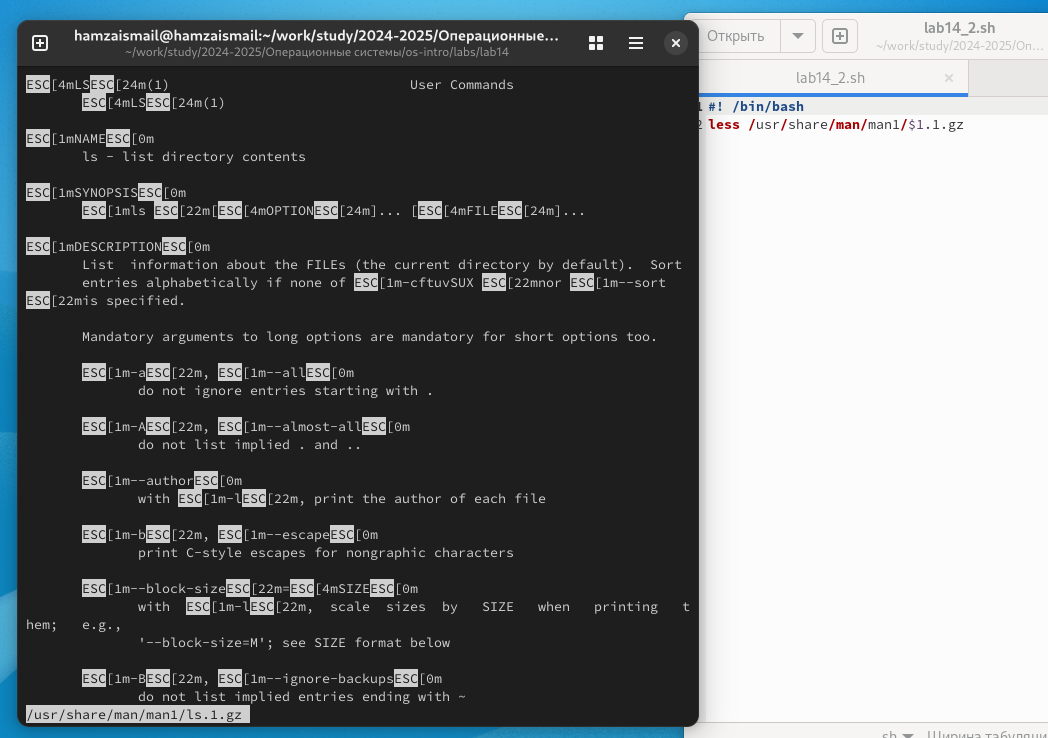 hamzaismail@hamzaismail:~/work/study/2024-2025/Операционные…
~/work/study/2024-2025/Операционные системы/os-intro/labs/lab14
ESC[4mLSESC[24m(1) User Commands
ESC[4mLSESC[24m(1)
ESC[1mNAMEESC[0m
ls - list directory contents
ESC[1mSYNOPSISESC[0m
ESC[1mls ESC[22m[ESC[4mOPTIONESC[24m]... [ESC[4mFILEESC[24m]...
ESC[1mDESCRIPTIONESC[0m
List information about the FILEs (the current directory by default). Sort
entries alphabetically if none of ESC[1m-cftuvSUX ESC[22mnor ESC[1m--sort
ESC[22mis specified.
Mandatory arguments to long options are mandatory for short options too.
ESC[1m-aESC[22m, ESC[1m--allESC[0m
do not ignore entries starting with .
ESC[1m-AESC[22m, ESC[1m--almost-allESC[0m
do not list implied . and ..
ESC[1m--authorESC[0m
with ESC[1m-lESC[22m, print the author of each file
ESC[1m-bESC[22m, ESC[1m--escapeESC[0m
print C-style escapes for nongraphic characters
ESC[1m--block-sizeESC[22m=ESC[4mSIZEESC[0m
with ESC[1m-lESC[22m, scale sizes by SIZE when printing t
hem; e.g.,
'--block-size=M'; see SIZE format below
ESC[1m-BESC[22m, ESC[1m--ignore-backupsESC[0m
do not list implied entries ending with ~
/usr/share/man/man1/ls.1.gz
Открыть
lab14_2.sh
~/work/study/2024-2025/Оп…
lab14_2.sh
1 #! /bin/bash
2 less /usr/share/man/man1/$1.1.gz
sh Ширина табуляци